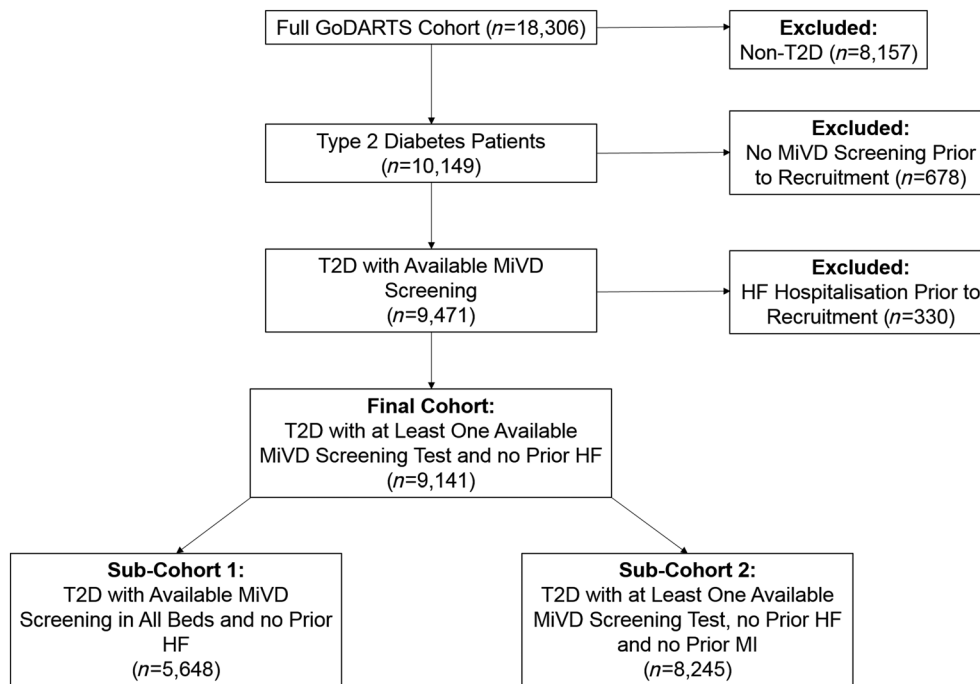 Full GoDARTS Cohort (n=18,306)
Excluded:
Non-T2D (n=8,157)
Type 2 Diabetes Patients
(n=10,149)
Excluded:
No MiVD Screening Prior
to Recruitment (n=678)
T2D with Available MiVD
Screening
(n=9,471)
Excluded:
HF Hospitalisation Prior to
Recruitment (n=330)
Final Cohort:
T2D with at Least One Available
MiVD Screening Test and no Prior HF
(n=9,141)
Sub-Cohort 1:
T2D with Available MiVD
Screening in All Beds and no Prior
HF
(n=5,648)
Sub-Cohort 2:
T2D with at Least One Available
MiVD Screening Test, no Prior HF
and no Prior MI
(n=8,245)